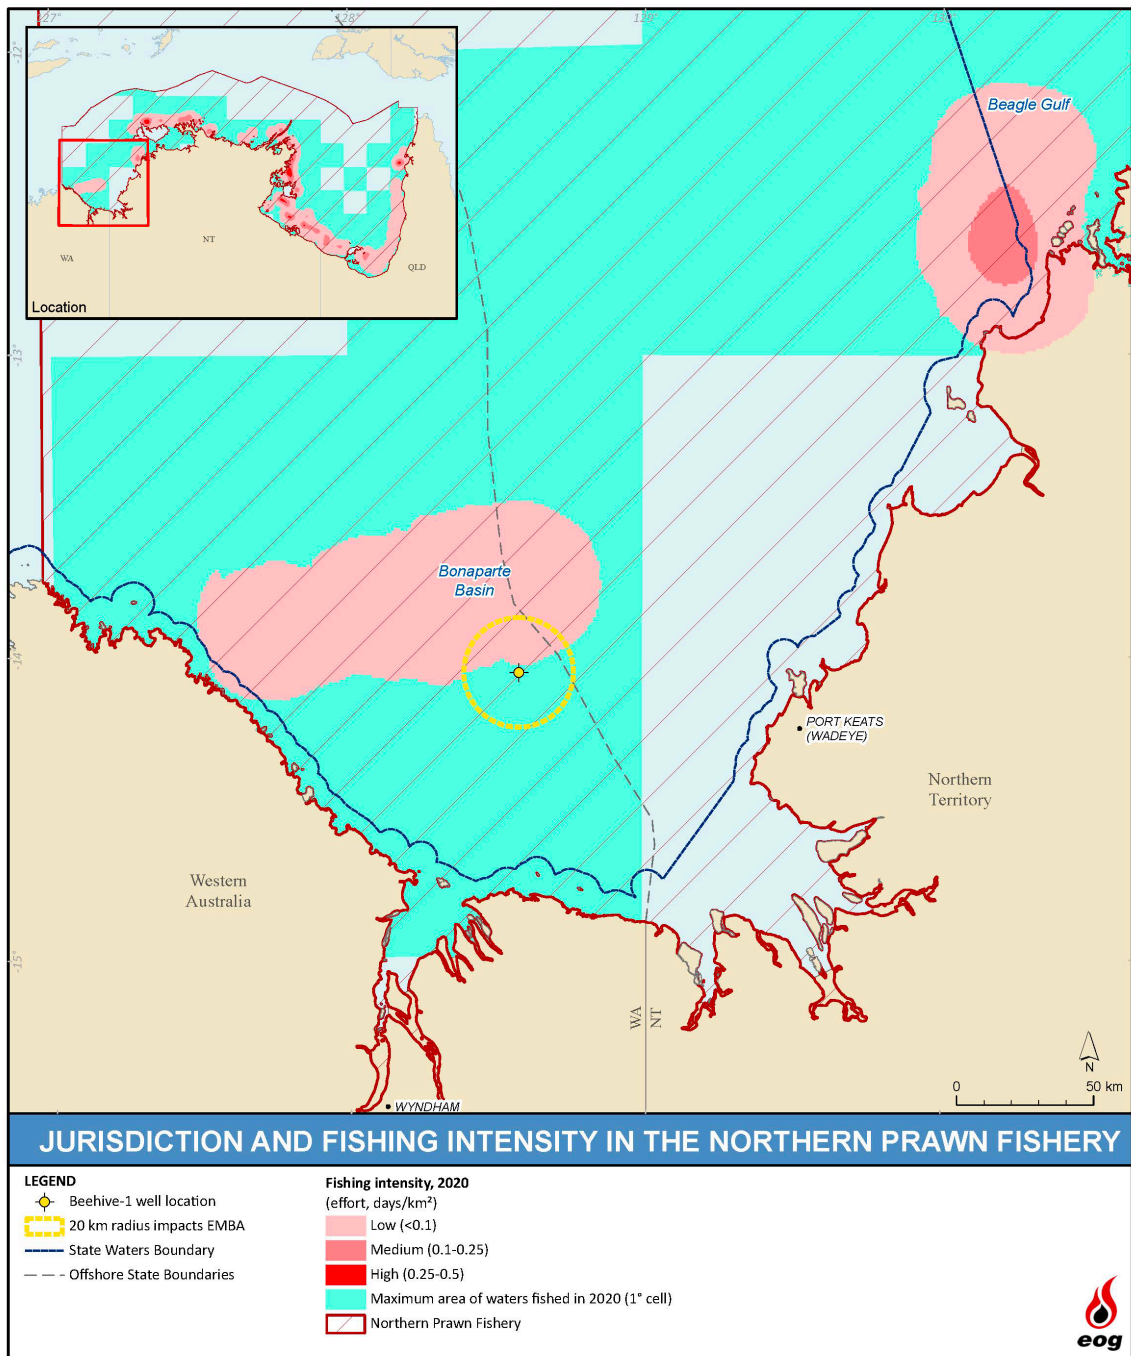 127°
128°
129°
130°
-12°
-13°
-14°
-15°
WA
NT
QLD
Location
Beagle Gulf
Bonaparte
Basin
PORT KEATS
(WADEYE)
Northern
Territory
Western
Australia
WA
NT
N
0
50 km
WYNDHAM
JURISDICTION AND FISHING INTENSITY IN THE NORTHERN PRAWN FISHERY
LEGEND
Beehive-1 well location
20 km radius impacts EMBA
State Waters Boundary
Offshore State Boundaries
Fishing intensity, 2020
(effort, days/km²)
Low (<0.1)
Medium (0.1-0.25)
High (0.25-0.5)
Maximum area of waters fished in 2020 (1° cell)
Northern Prawn Fishery
eog